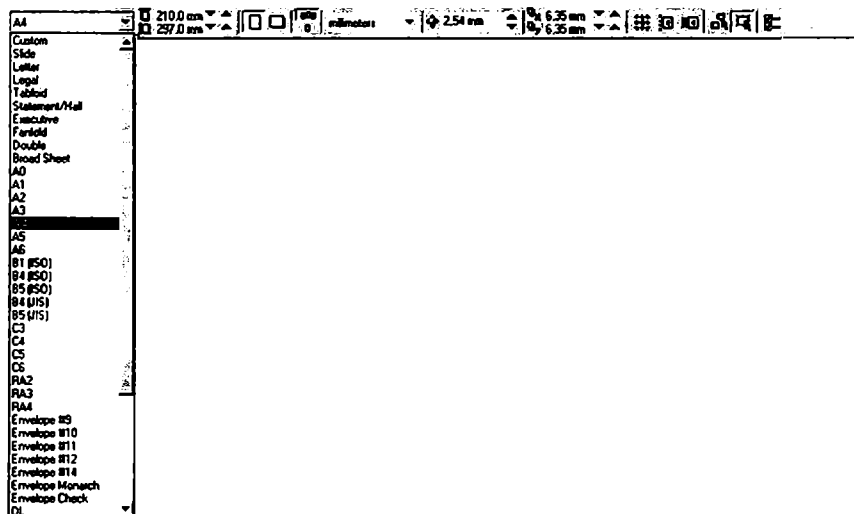 A4 210.0 mm millimeters 2.54 mm x 6.35 mm
297.0 mm 0 y 6.35 mm
Custom
Slide
Letter
Legal
Tabloid
Statement/Half
Executive
Fanfold
Double
Broad Sheet
A0
A1
A2
A3
A5
A6
B1 (ISO)
B4 (ISO)
B5 (ISO)
B4 (JIS)
B5 (JIS)
C3
C4
C5
C6
RA2
RA3
RA4
Envelope #9
Envelope #10
Envelope #11
Envelope #12
Envelope #14
Envelope Monarch
Envelope Check
DL